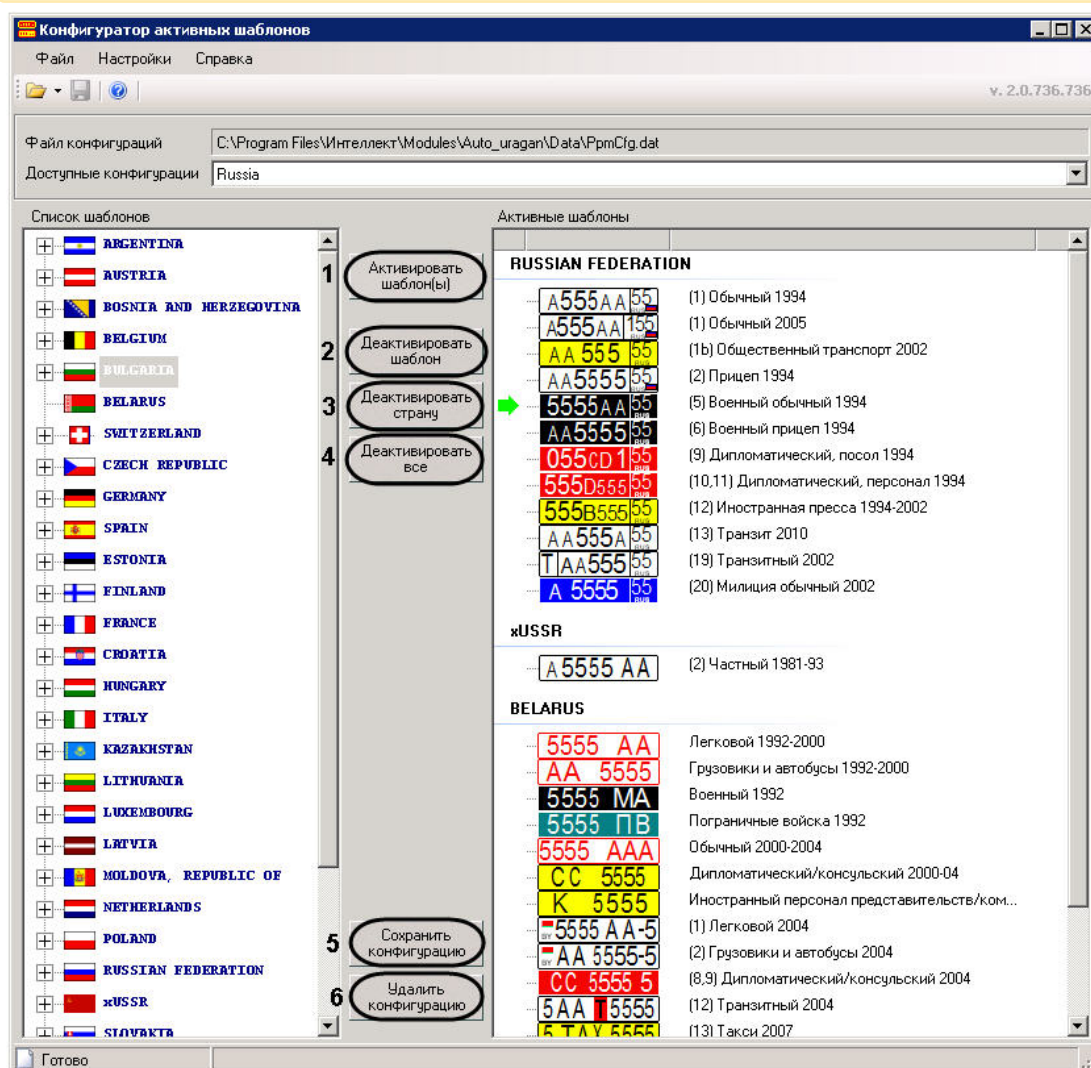 Конфигуратор активных шаблонов
Файл Настройки Справка
v. 2.0.736.736
Файл конфигураций C:\Program Files\Интеллект\Modules\Auto_uragan\Data\PpmCfg.dat
Доступные конфигурации Russia
Список шаблонов
ARGENTINA
AUSTRIA
BOSNIA AND HERZEGOVINA
BELGIUM
BULGARIA
BELARUS
SWITZERLAND
CZECH REPUBLIC
GERMANY
SPAIN
ESTONIA
FINLAND
FRANCE
CROATIA
HUNGARY
ITALY
KAZAKHSTAN
LITHUANIA
LUXEMBOURG
LATVIA
MOLDOVA, REPUBLIC OF
NETHERLANDS
POLAND
RUSSIAN FEDERATION
xUSSR
SLOVAKIA
1 Активировать
шаблон(ы)
2 Деактивировать
шаблон
3 Деактивировать
страну
4 Деактивировать
все
5 Сохранить
конфигурацию
6 Удалить
конфигурацию
Активные шаблоны
RUSSIAN FEDERATION
A555AA 55 (1) Обычный 1994
A555AA 155 (1) Обычный 2005
AA 555 55 (1b) Общественный транспорт 2002
AA5555 55 (2) Прицеп 1994
5555AA 55 (5) Военный обычный 1994
AA5555 55 (6) Военный прицеп 1994
055CD1 55 (9) Дипломатический, посол 1994
555D555 55 (10,11) Дипломатический, персонал 1994
555B555 55 (12) Иностранная пресса 1994-2002
AA555A 55 (13) Транзит 2010
T AA555 55 (19) Транзитный 2002
A 5555 55 (20) Милиция обычный 2002
xUSSR
A 5555 AA (2) Частный 1981-93
BELARUS
5555 AA Легковой 1992-2000
AA 5555 Грузовики и автобусы 1992-2000
5555 MA Военный 1992
5555 ПВ Пограничные войска 1992
5555 AAA Обычный 2000-2004
CC 5555 Дипломатический/консульский 2000-04
K 5555 Иностранный персонал представительств/ком...
5555 AA-5 (1) Легковой 2004
AA 5555-5 (2) Грузовики и автобусы 2004
CC 5555 5 (8,9) Дипломатический/консульский 2004
5AA T5555 (12) Транзитный 2004
5 TAX 5555 (13) Такси 2007
Готово